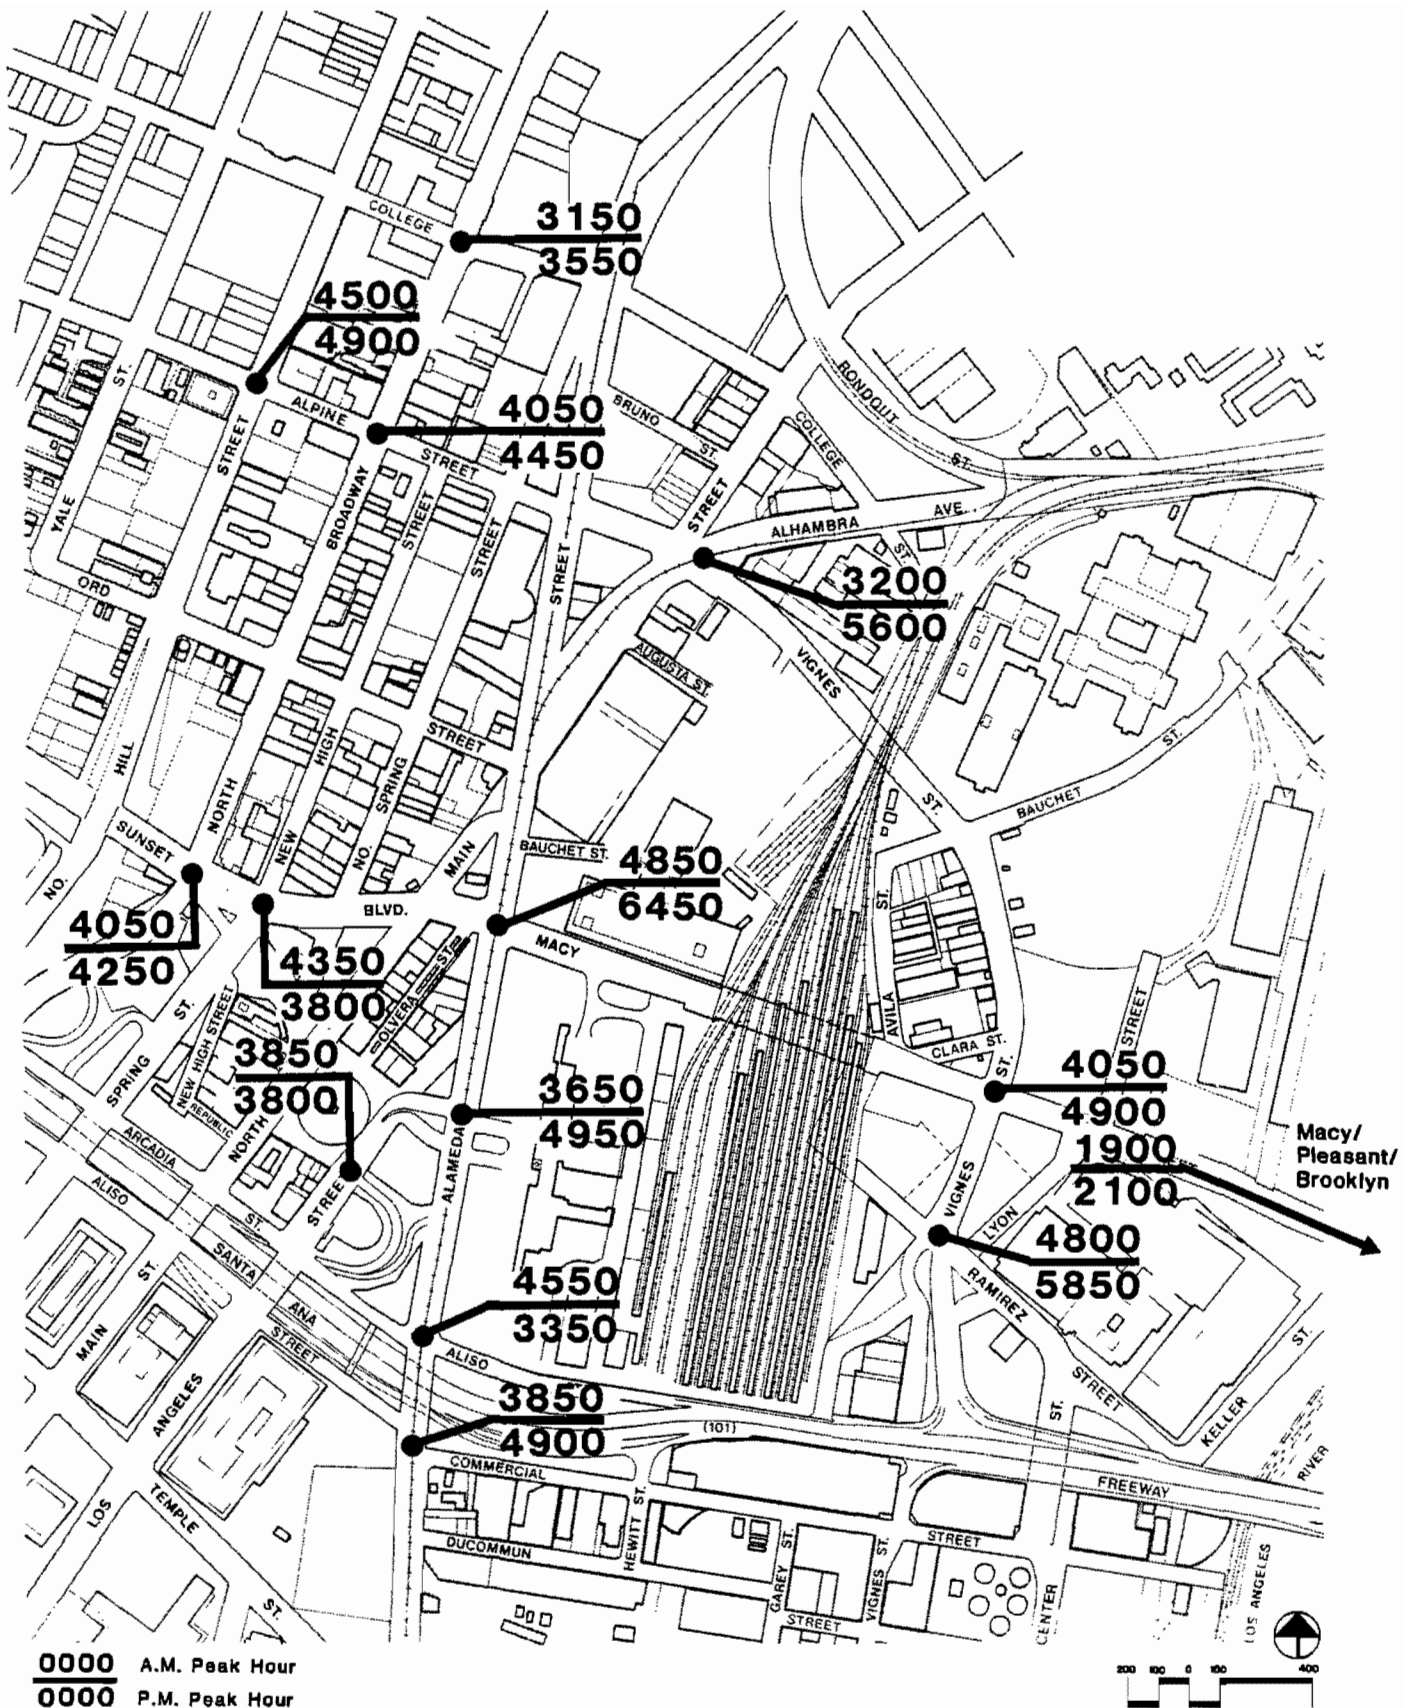 COLLEGE
3150
3550
4500
4900
ST.
ALPINE
STREET
4050
4450
STREET
BROADWAY
STREET
STREET
STREET
BRUNO
ST.
RONDOUT
ST.
COLLEGE
ST.
STREET
ALHAMBRA AVE.
YALE
ORD
3200
5600
AUGUSTA ST.
VIGNES
ST.
STREET
HILL
NORTH
NEW
HIGH
NO.
SPRING
MAIN
SUNSET
NO.
BLVD.
BAUCHET ST.
BAUCHET
ST.
4850
6450
MACY
4050
4250
4350
3800
OLVERA ST.
ST.
AVILA
CLARA ST.
STREET
ST.
SPRING
ST.
NEW HIGH STREET
REPUBLIC
3850
3800
NORTH
STREET
3650
4950
ALAMEDA
4050
4900
1900
2100
Macy/
Pleasant/
Brooklyn
VIGNES
LYON
4800
5850
RAMIREZ
STREET
ARCADIA
ST.
ALISO
ST.
SANTA
ANA
STREET
MAIN
LOS
ANGELES
4550
3350
ALISO
3850
4900
(101)
COMMERCIAL
FREEWAY
KELLER
ST.
ST.
RIVER
TEMPLE
ST.
DUCOMMUN
HEWITT ST.
GAREY
ST.
STREET
VIGNES
ST.
STREET
CENTER
LOS ANGELES
0000 A.M. Peak Hour
0000 P.M. Peak Hour
200 100 0 100 400